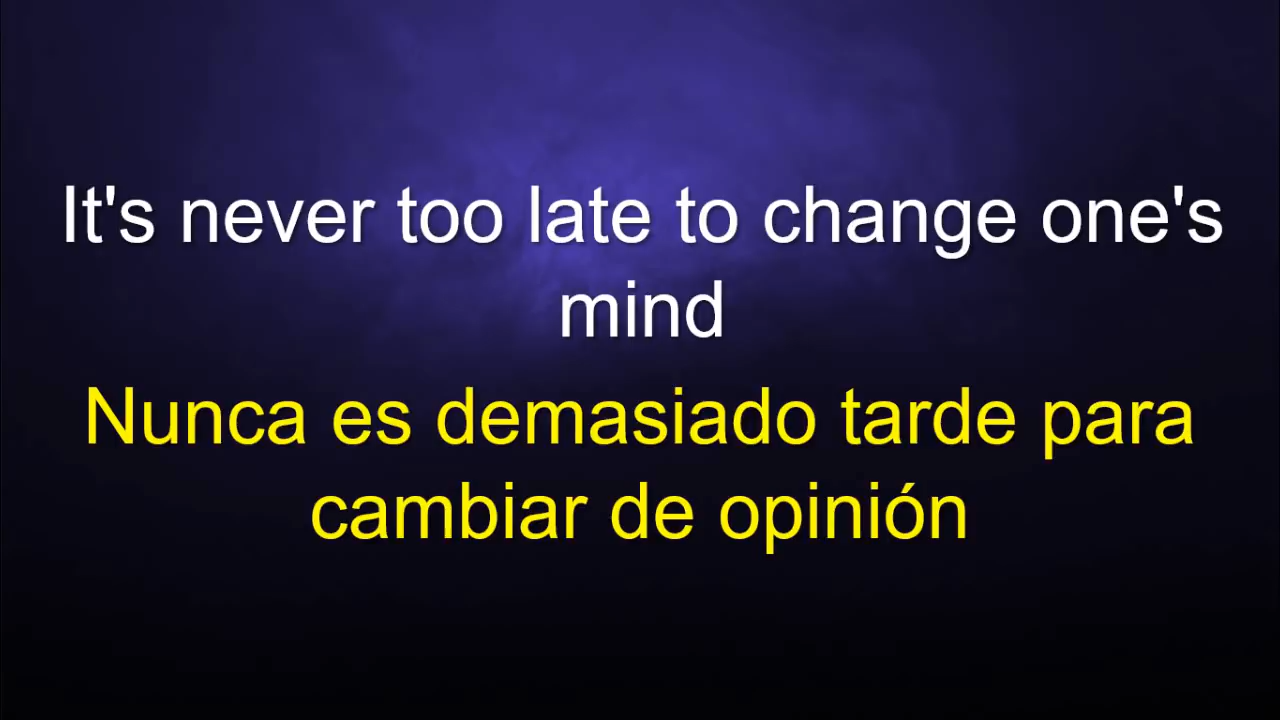 It's never too late to change one's
mind
Nunca es demasiado tarde para
cambiar de opinión